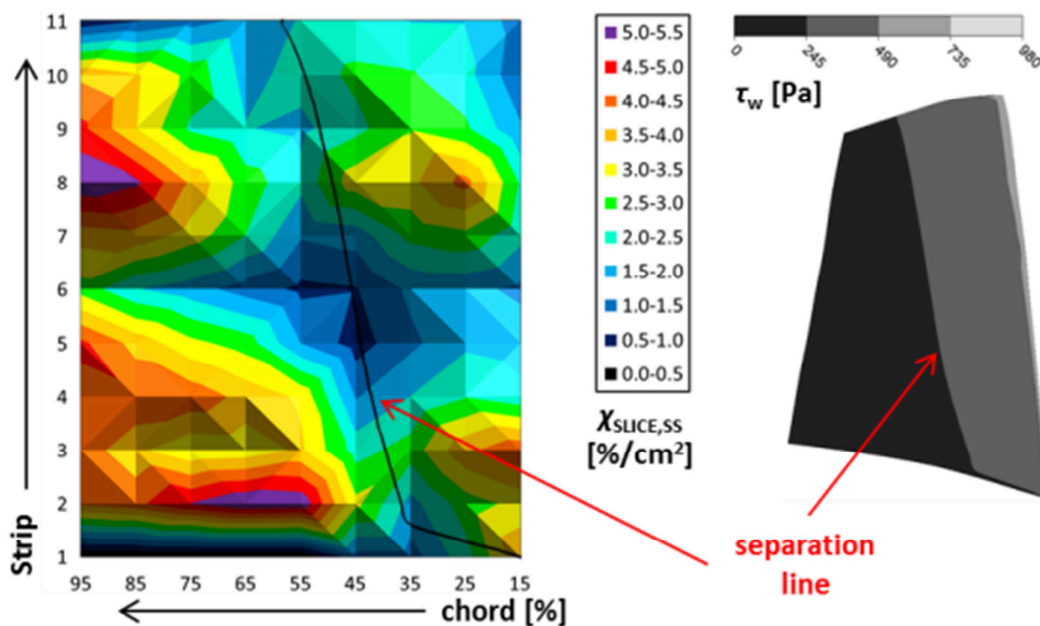 11
10
9
8
7
6
5
4
3
2
1
Strip
95 85 75 65 55 45 35 25 15
chord [%]
5.0-5.5
4.5-5.0
4.0-4.5
3.5-4.0
3.0-3.5
2.5-3.0
2.0-2.5
1.5-2.0
1.0-1.5
0.5-1.0
0.0-0.5
χSLICE,SS
[%/cm²]
0 245 490 735 980
τw [Pa]
separation
line